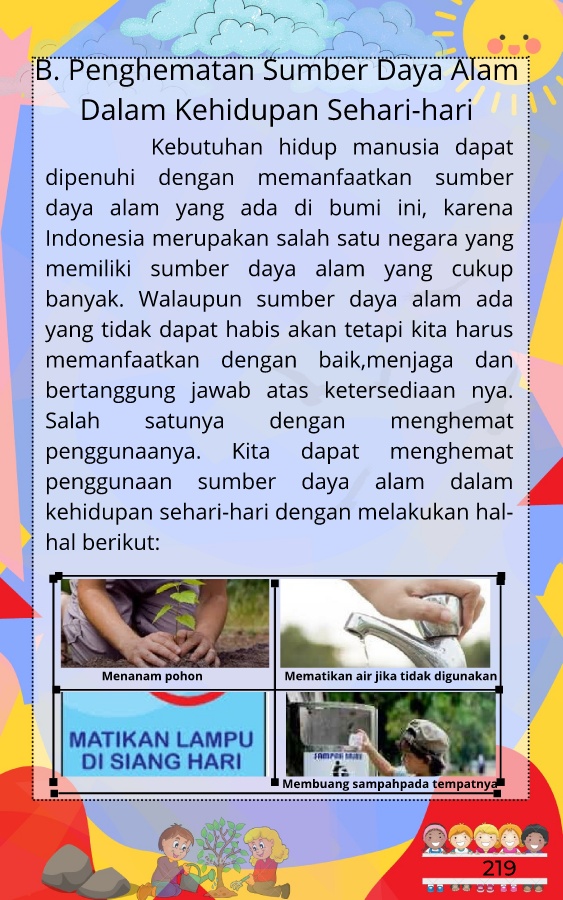 B. Penghematan Sumber Daya Alam
Dalam Kehidupan Sehari-hari
Kebutuhan hidup manusia dapat
dipenuhi dengan memanfaatkan sumber
daya alam yang ada di bumi ini, karena
Indonesia merupakan salah satu negara yang
memiliki sumber daya alam yang cukup
banyak. Walaupun sumber daya alam ada
yang tidak dapat habis akan tetapi kita harus
memanfaatkan dengan baik,menjaga dan
bertanggung jawab atas ketersediaan nya.
Salah satunya dengan menghemat
penggunaanya. Kita dapat menghemat
penggunaan sumber daya alam dalam
kehidupan sehari-hari dengan melakukan hal-
hal berikut:
Menanam pohon
Mematikan air jika tidak digunakan
MATIKAN LAMPU
DI SIANG HARI
SAMPAH
Membuang sampahpada tempatnya
219